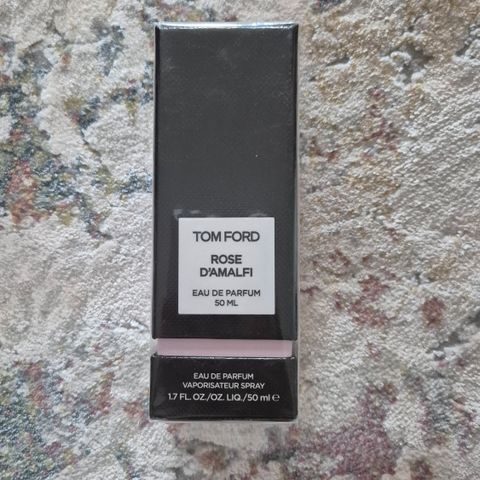 TOM FORD
ROSE
D'AMALFI
EAU DE PARFUM
50 ML
EAU DE PARFUM
VAPORISATEUR SPRAY
1.7 FL. OZ./OZ. LIQ./50 ml ℮